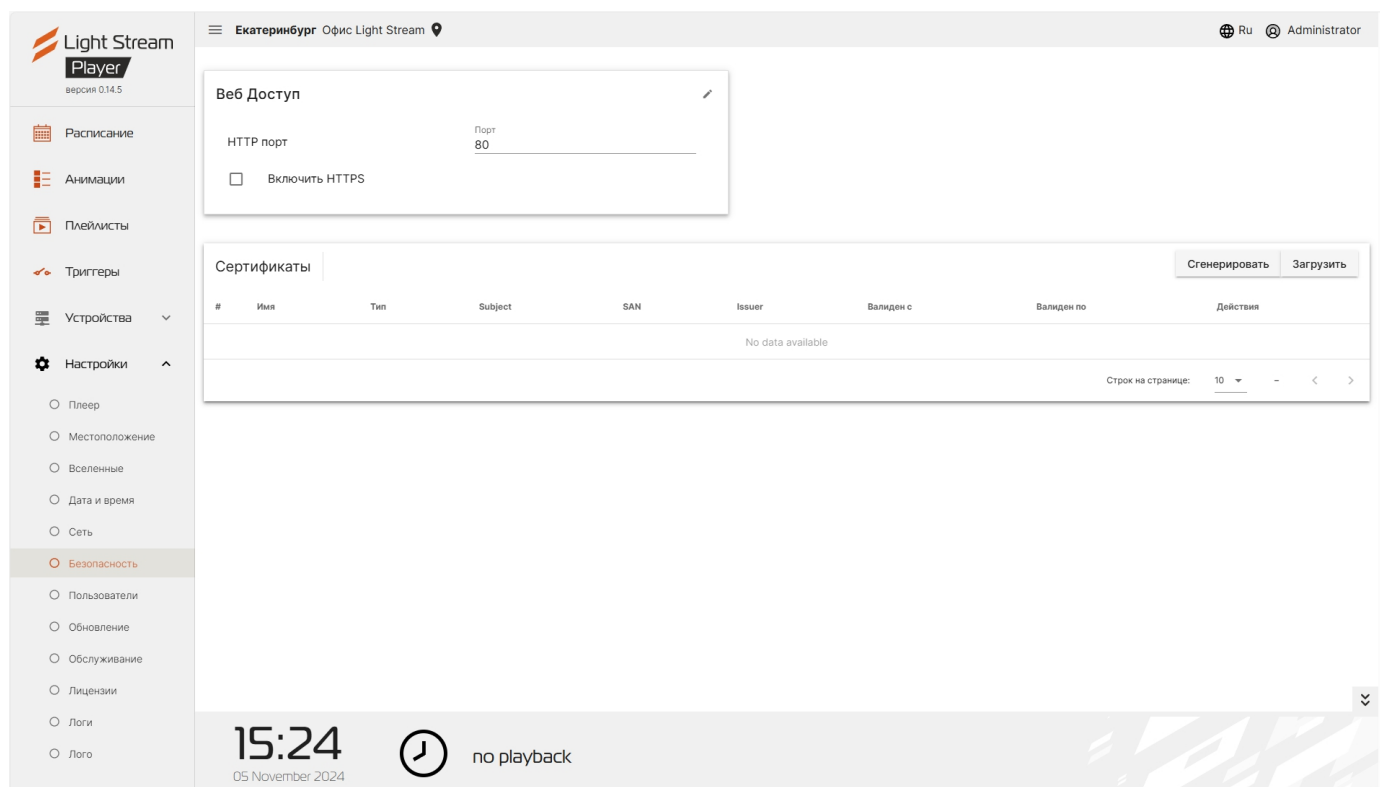 Light Stream
Player
версия 0.14.5
Расписание
Анимации
Плейлисты
Триггеры
Устройства
Настройки
Плеер
Местоположение
Вселенные
Дата и время
Сеть
Безопасность
Пользователи
Обновление
Обслуживание
Лицензии
Логи
Лого
Екатеринбург Офис Light Stream
Ru Administrator
Веб Доступ
HTTP порт
Порт
80
Включить HTTPS
Сертификаты
Сгенерировать Загрузить
# Имя Тип Subject SAN Issuer Валиден с Валиден по Действия
No data available
Строк на странице: 10 –
15:24
05 November 2024
no playback